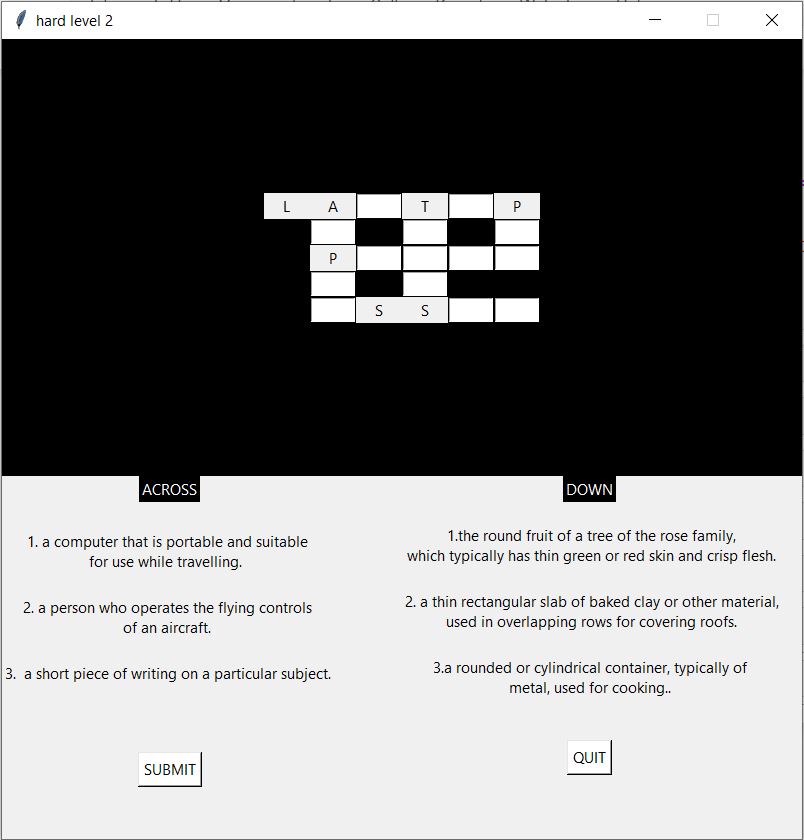 hard level 2
L A T P
P
S S
ACROSS
1. a computer that is portable and suitable
for use while travelling.
2. a person who operates the flying controls
of an aircraft.
3. a short piece of writing on a particular subject.
SUBMIT
DOWN
1.the round fruit of a tree of the rose family,
which typically has thin green or red skin and crisp flesh.
2. a thin rectangular slab of baked clay or other material,
used in overlapping rows for covering roofs.
3.a rounded or cylindrical container, typically of
metal, used for cooking..
QUIT